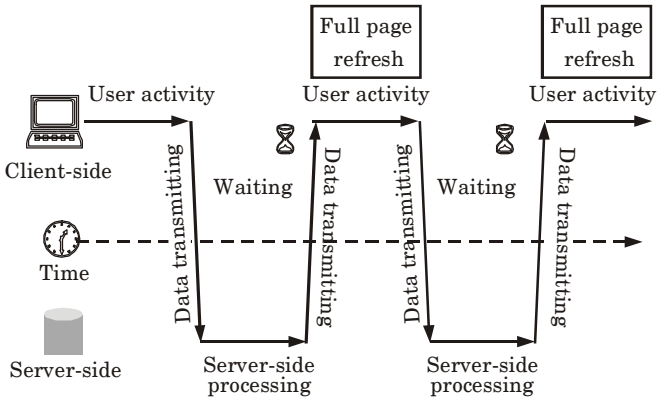 Full page
refresh
Full page
refresh
User activity
User activity
User activity
Client-side
Waiting
Waiting
Data transmitting
Data transmitting
Data transmitting
Data transmitting
Time
Server-side
Server-side
processing
Server-side
processing